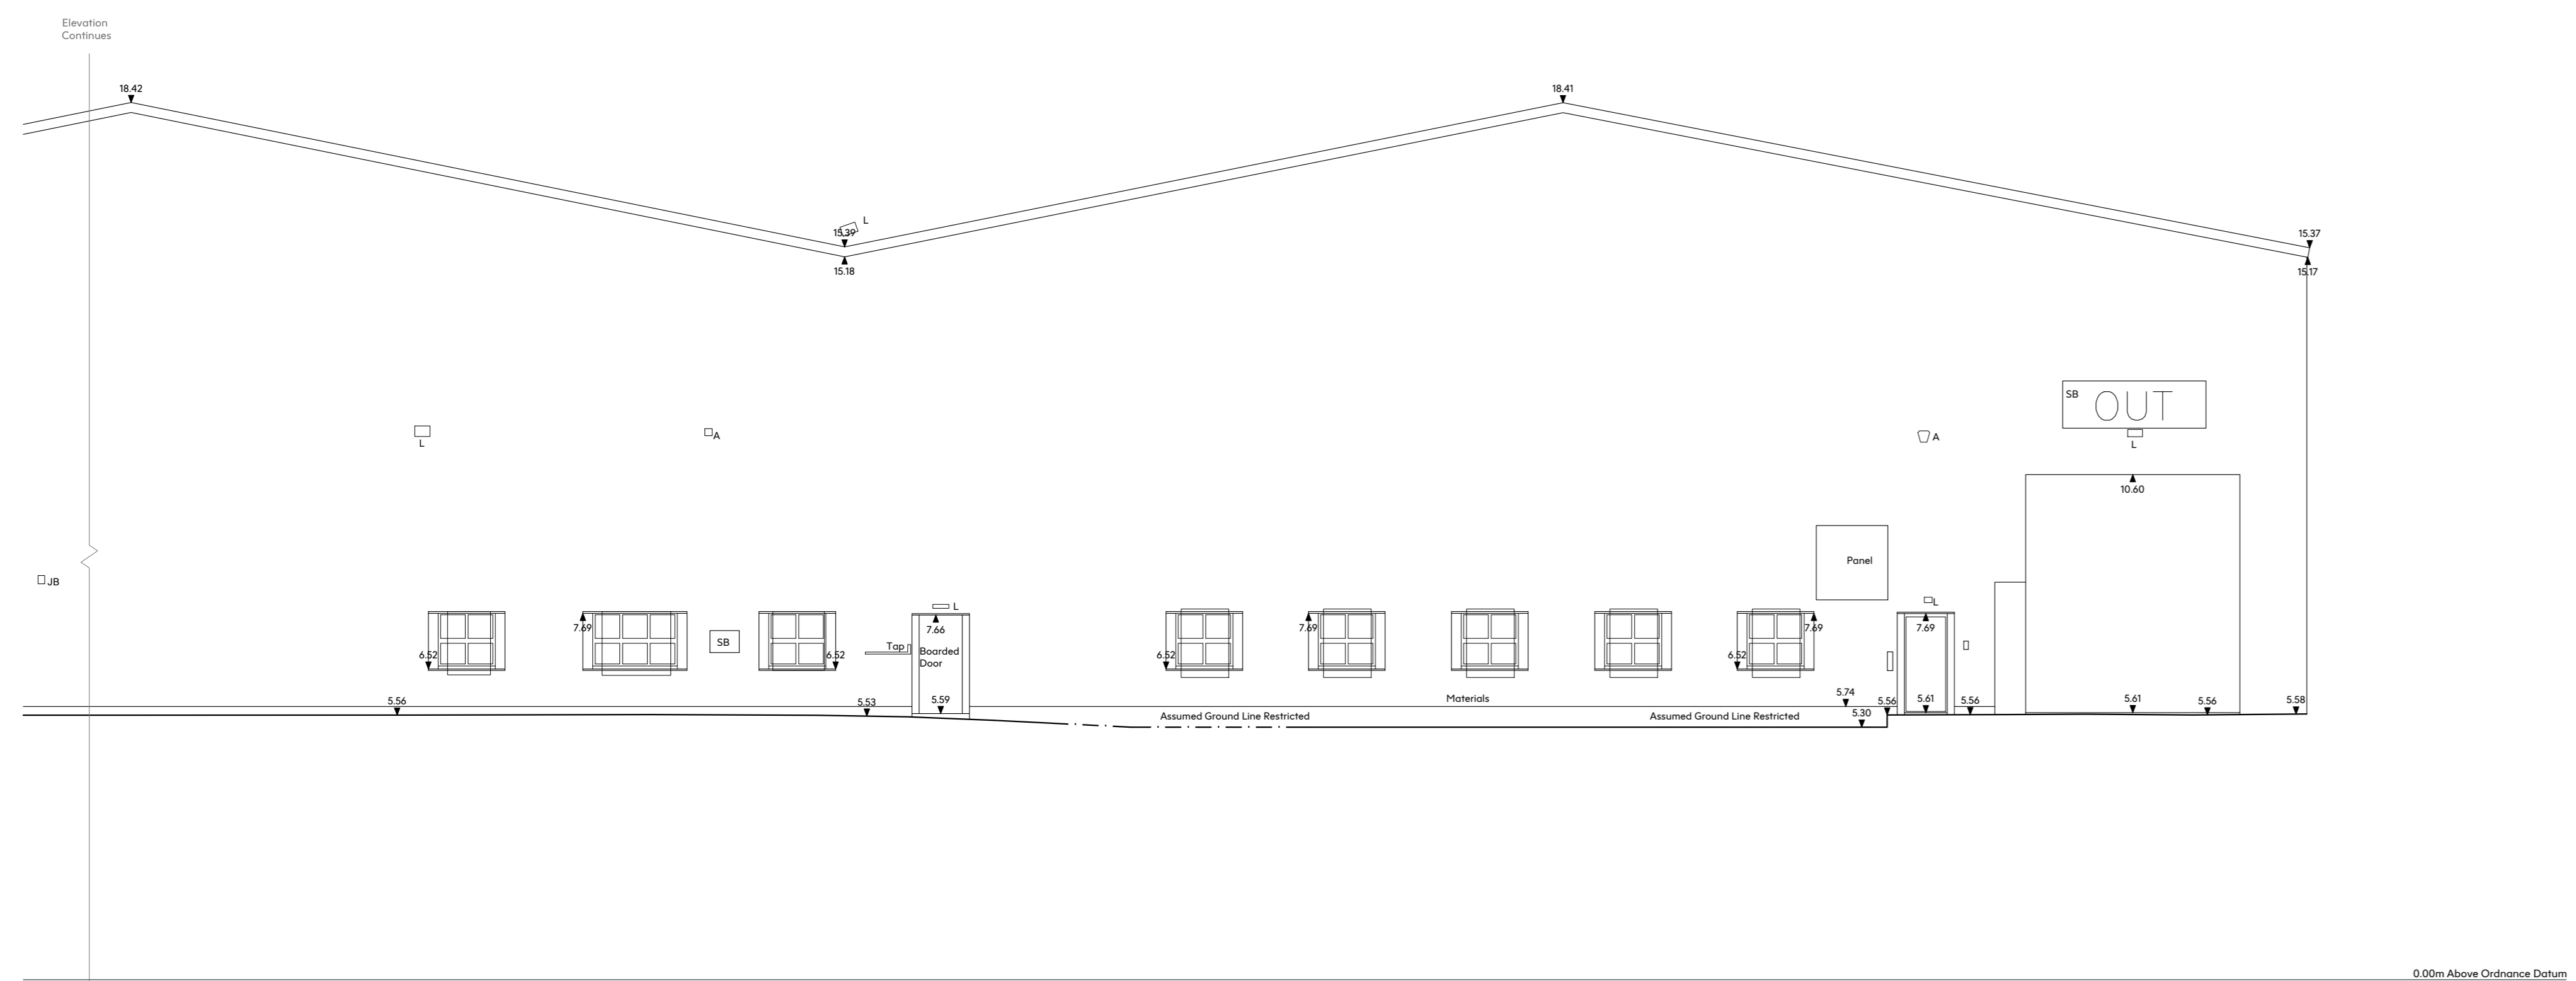 Elevation
Continues
18.42
18.41
L
15.39
15.18
15.37
15.17
SB OUT
L
A
A
L
10.60
Panel
JB
L
L
7.69
7.66
7.69
7.69
7.69
SB
Tap
Boarded
Door
6.52
6.52
6.52
6.52
5.56
5.53
5.59
Materials
5.74
5.56
5.61
5.56
5.61
5.56
5.58
Assumed Ground Line Restricted
Assumed Ground Line Restricted
5.30
0.00m Above Ordnance Datum